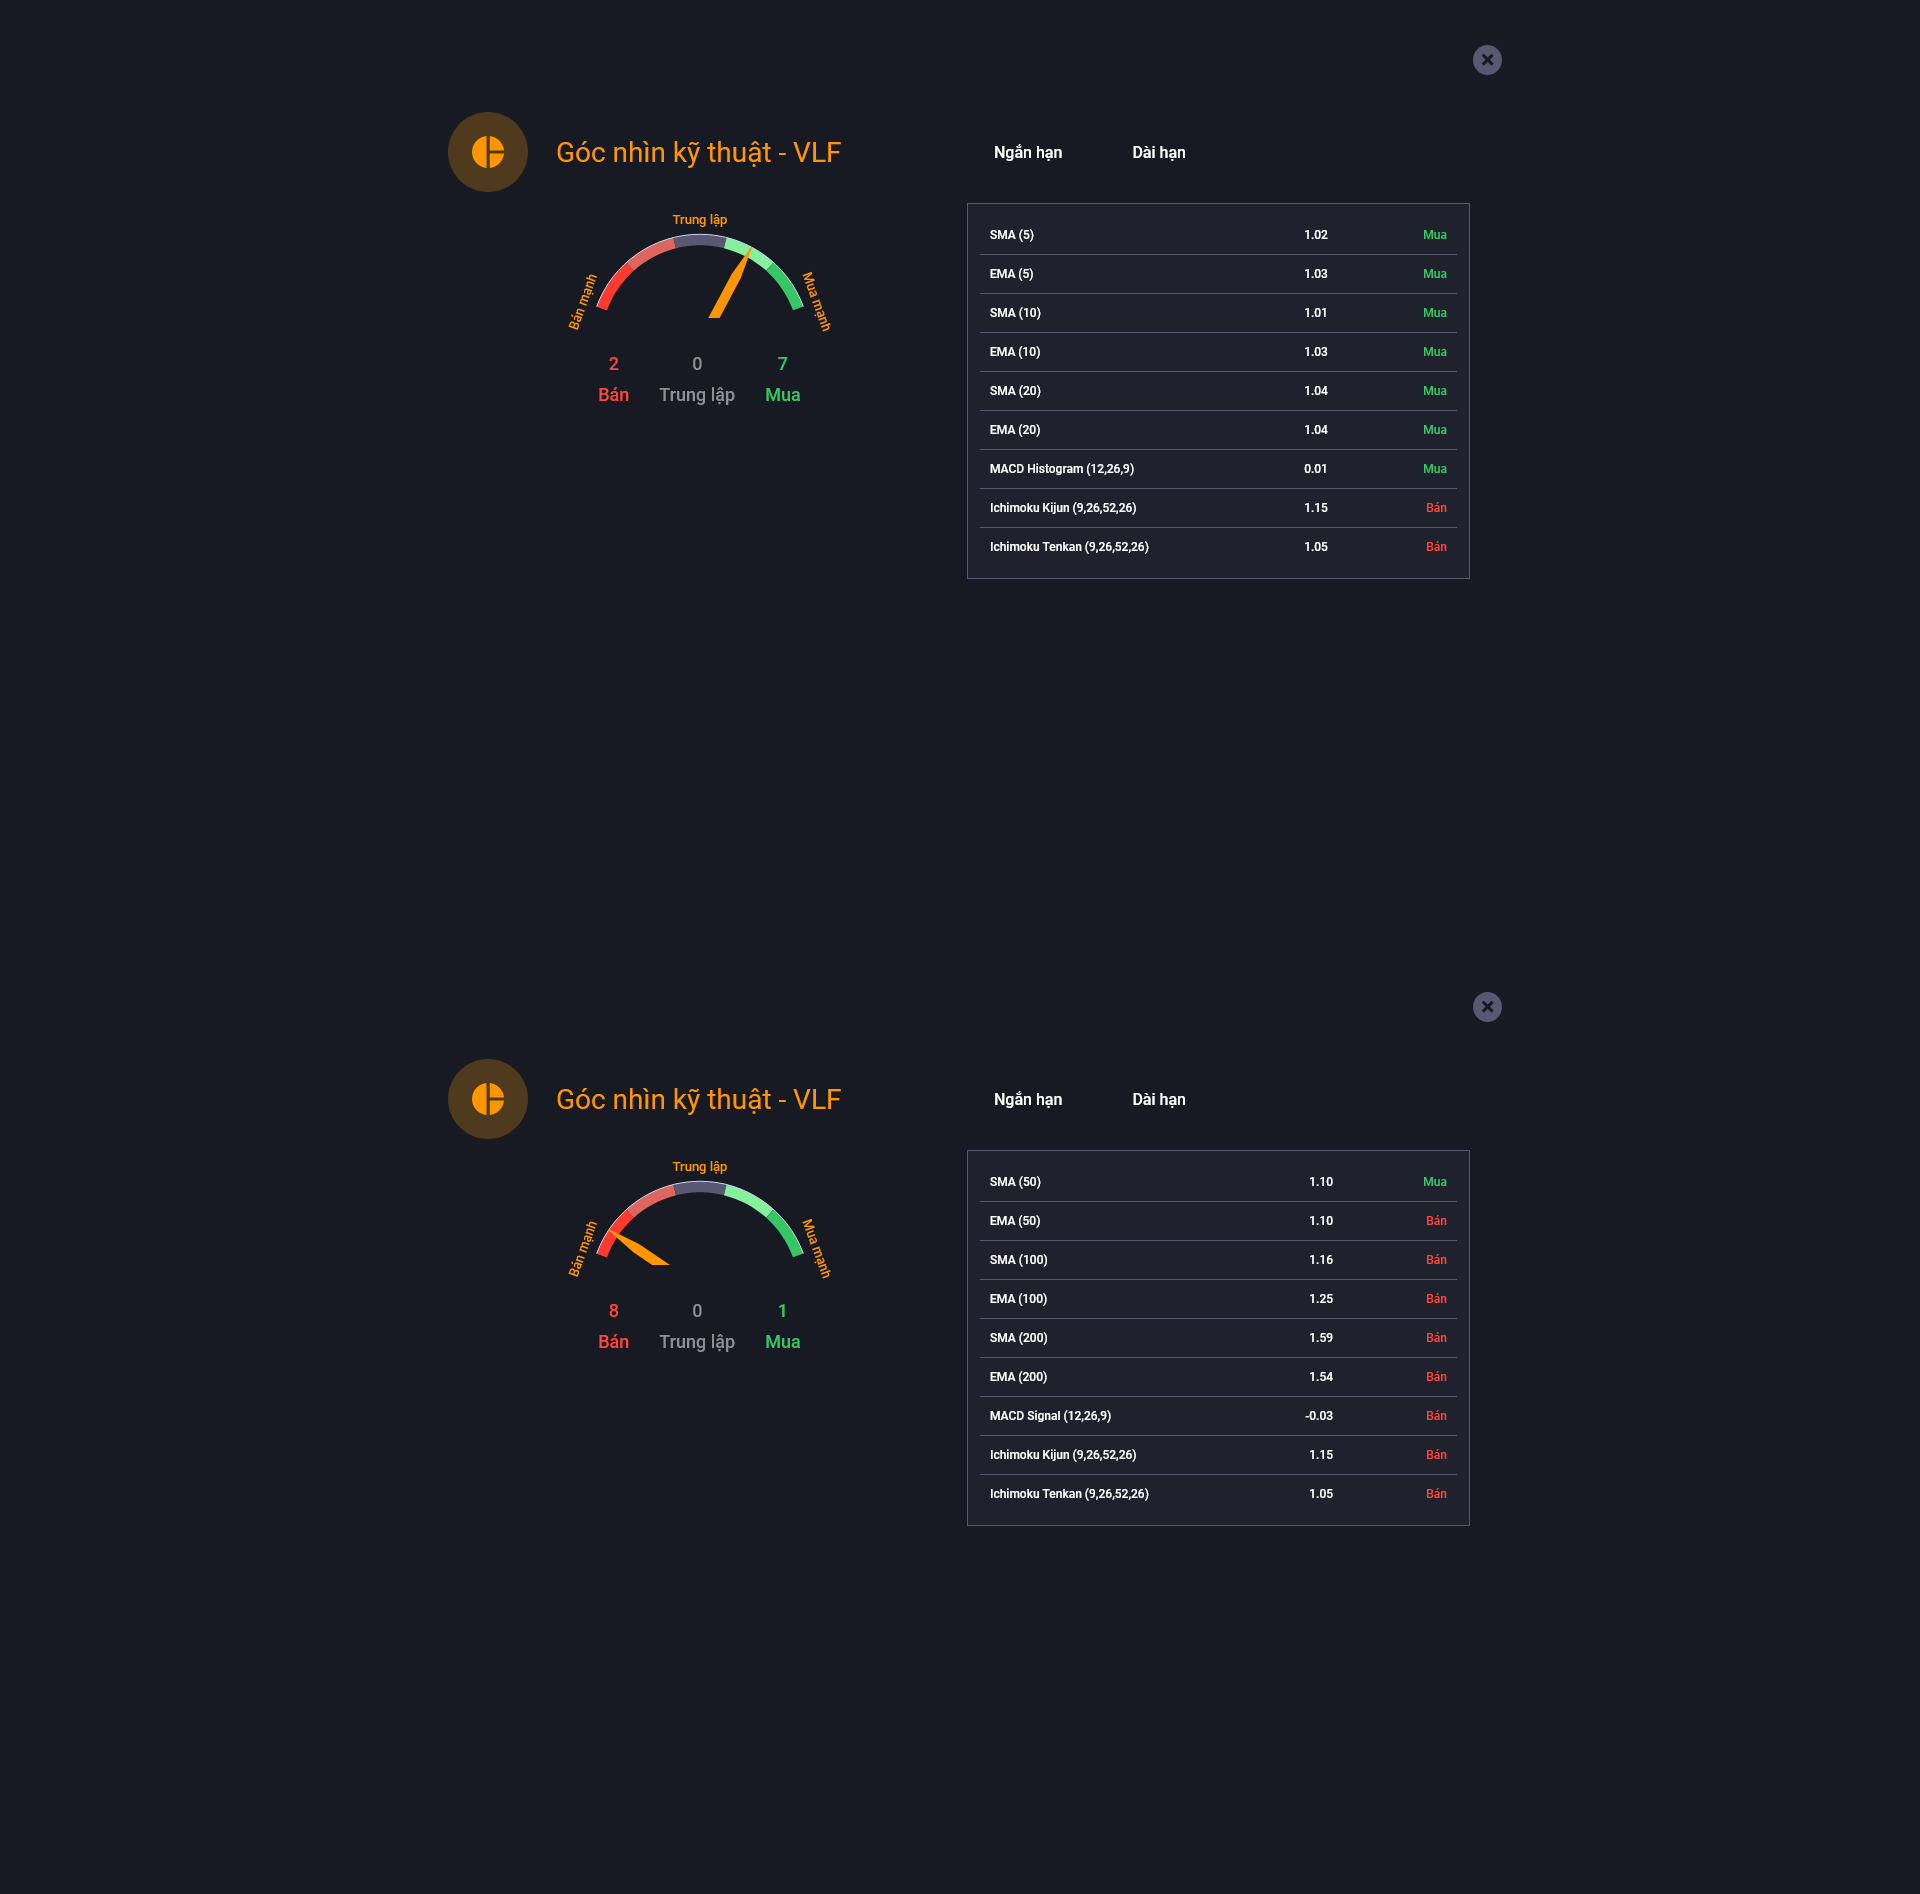 Góc nhìn kỹ thuật - VLF
Ngắn hạn Dài hạn
Trung lập
Bán mạnh
Mua mạnh
2 0 7
Bán Trung lập Mua
SMA (5) 1.02 Mua
EMA (5) 1.03 Mua
SMA (10) 1.01 Mua
EMA (10) 1.03 Mua
SMA (20) 1.04 Mua
EMA (20) 1.04 Mua
MACD Histogram (12,26,9) 0.01 Mua
Ichimoku Kijun (9,26,52,26) 1.15 Bán
Ichimoku Tenkan (9,26,52,26) 1.05 Bán
Góc nhìn kỹ thuật - VLF
Ngắn hạn Dài hạn
Trung lập
Bán mạnh
Mua mạnh
8 0 1
Bán Trung lập Mua
SMA (50) 1.10 Mua
EMA (50) 1.10 Bán
SMA (100) 1.16 Bán
EMA (100) 1.25 Bán
SMA (200) 1.59 Bán
EMA (200) 1.54 Bán
MACD Signal (12,26,9) -0.03 Bán
Ichimoku Kijun (9,26,52,26) 1.15 Bán
Ichimoku Tenkan (9,26,52,26) 1.05 Bán